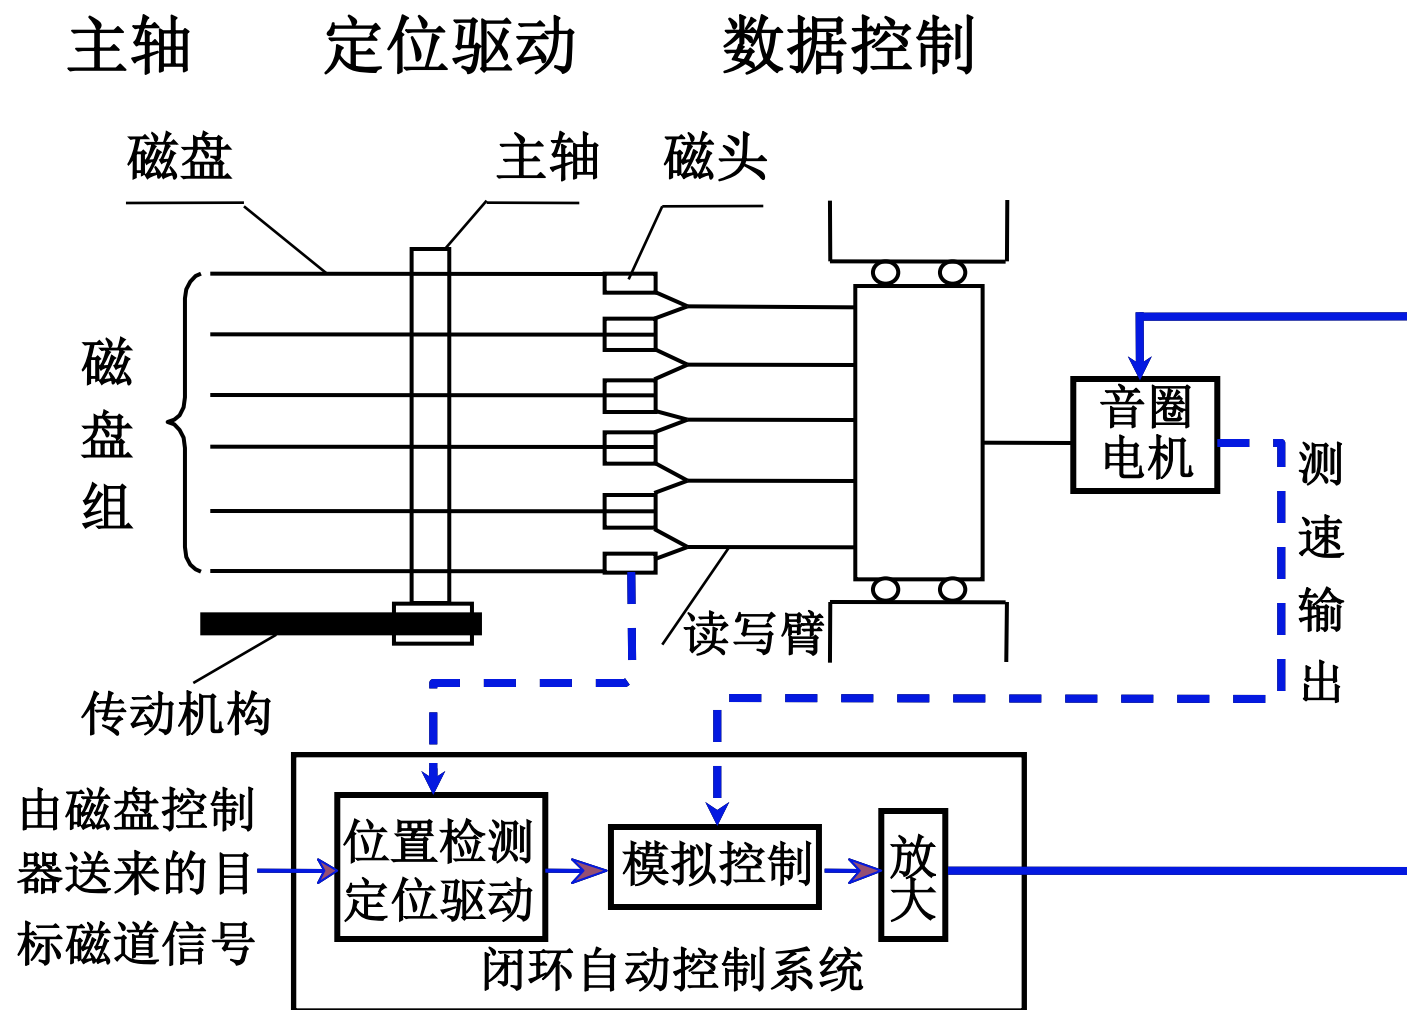 主轴 定位驱动 数据控制
磁盘 主轴 磁头
磁盘组
音圈
电机
测速输出
读写臂
传动机构
由磁盘控制
器送来的目
标磁道信号
位置检测
定位驱动
模拟控制
放大
闭环自动控制系统